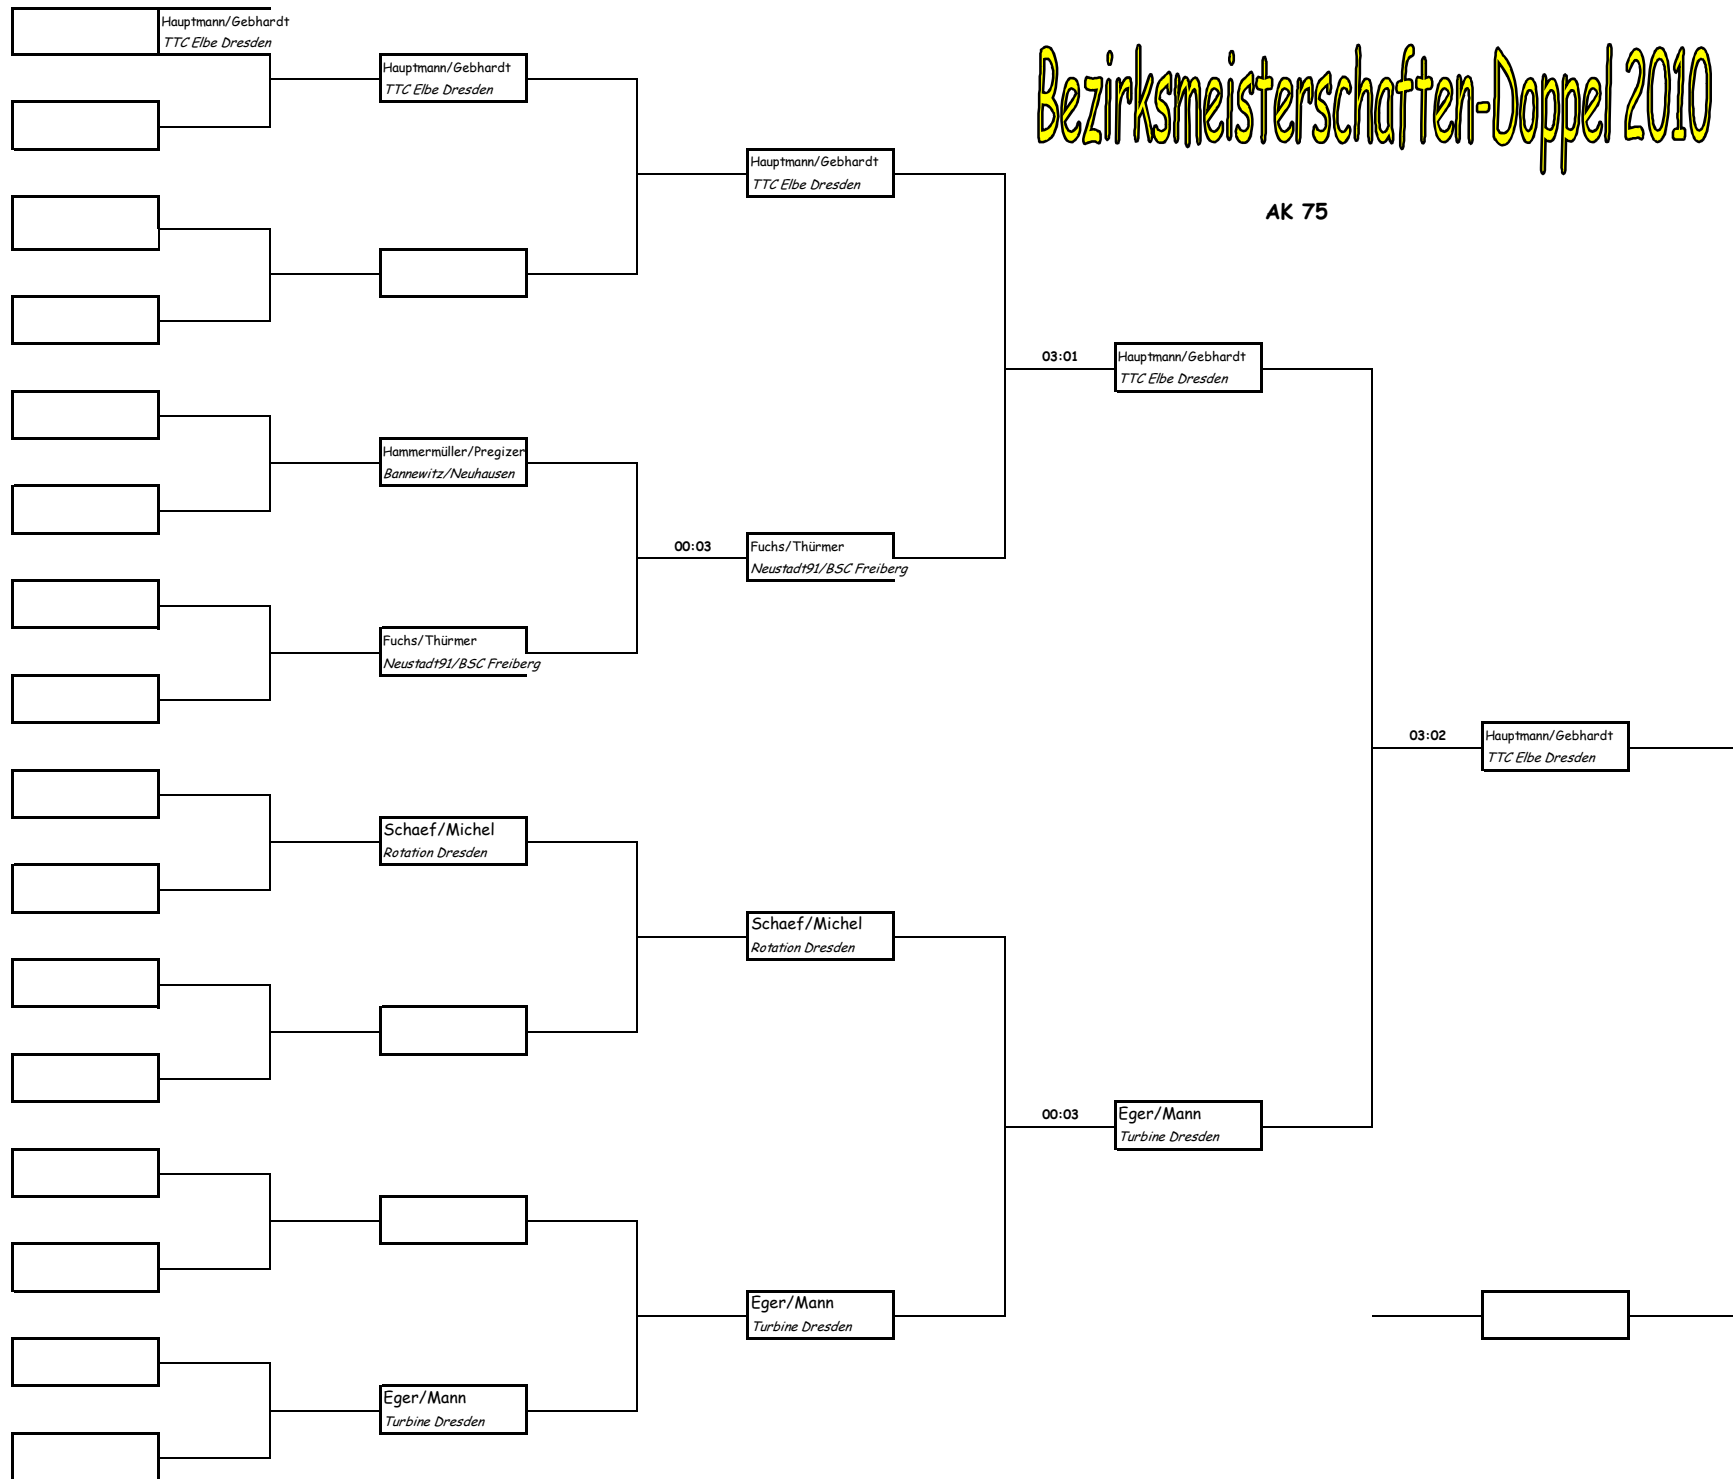 Hauptmann/Gebhardt
TTC Elbe Dresden
Hauptmann/Gebhardt
TTC Elbe Dresden
Bezirksmeisterschaften-Doppel 2010
Hauptmann/Gebhardt
TTC Elbe Dresden
AK 75
03:01
Hauptmann/Gebhardt
TTC Elbe Dresden
Hammermüller/Pregizer
Bannewitz/Neuhausen
00:03
Fuchs/Thürmer
Neustadt91/BSC Freiberg
Fuchs/Thürmer
Neustadt91/BSC Freiberg
03:02
Hauptmann/Gebhardt
TTC Elbe Dresden
Schaef/Michel
Rotation Dresden
Schaef/Michel
Rotation Dresden
00:03
Eger/Mann
Turbine Dresden
Eger/Mann
Turbine Dresden
Eger/Mann
Turbine Dresden